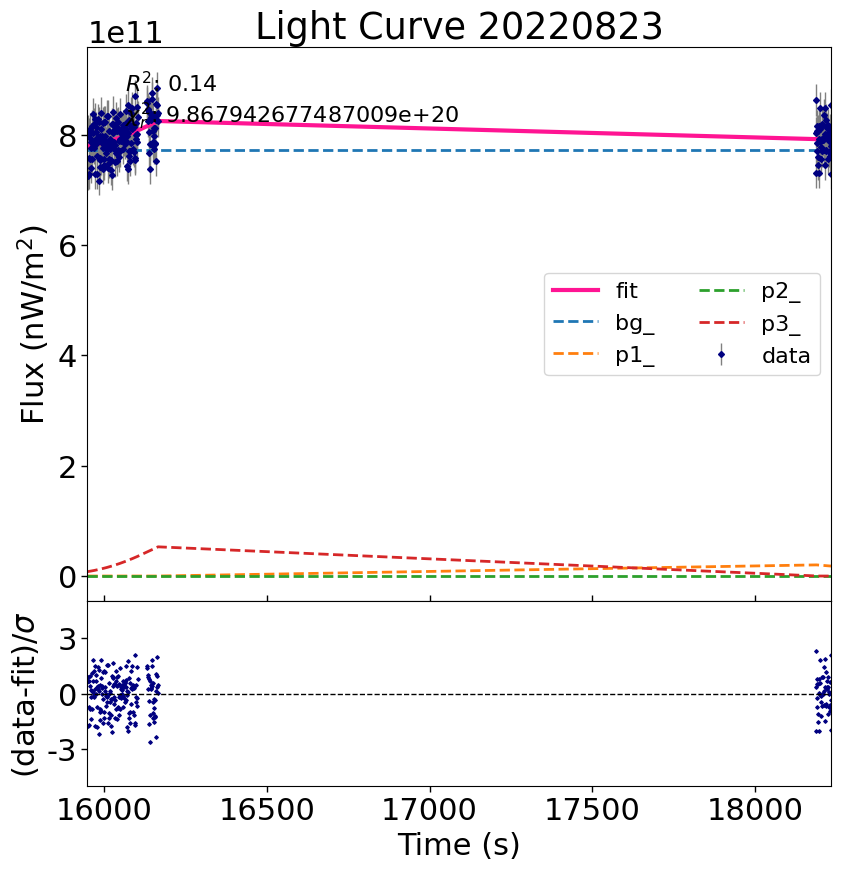 Light Curve 20220823
1e11
R²: 0.14
9.867942677487009e+20
8
6
4
2
0
Flux (nW/m²)
fit
bg_
p1_
p2_
p3_
data
3
0
-3
(data-fit)/σ
16000 16500 17000 17500 18000
Time (s)